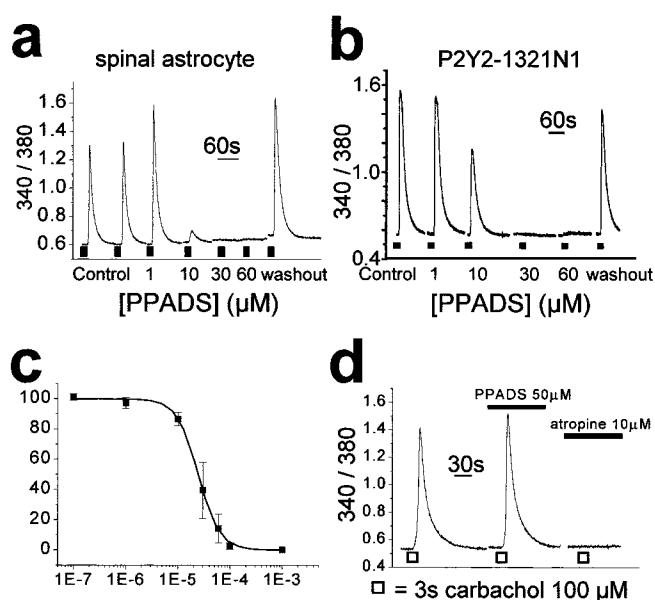 a
spinal astrocyte
340 / 380
1.6
1.4
1.2
1.0
0.8
0.6
60s
Control 1 10 30 60 washout
[PPADS] (µM)
b
P2Y2-1321N1
340 / 380
1.6
1.0
0.4
60s
Control 1 10 30 60 washout
[PPADS] (µM)
c
100
80
60
40
20
0
1E-7 1E-6 1E-5 1E-4 1E-3
d
340 / 380
1.6
1.4
1.2
1.0
0.8
0.6
0.4
PPADS 50µM
atropine 10µM
30s
= 3s carbachol 100 µM